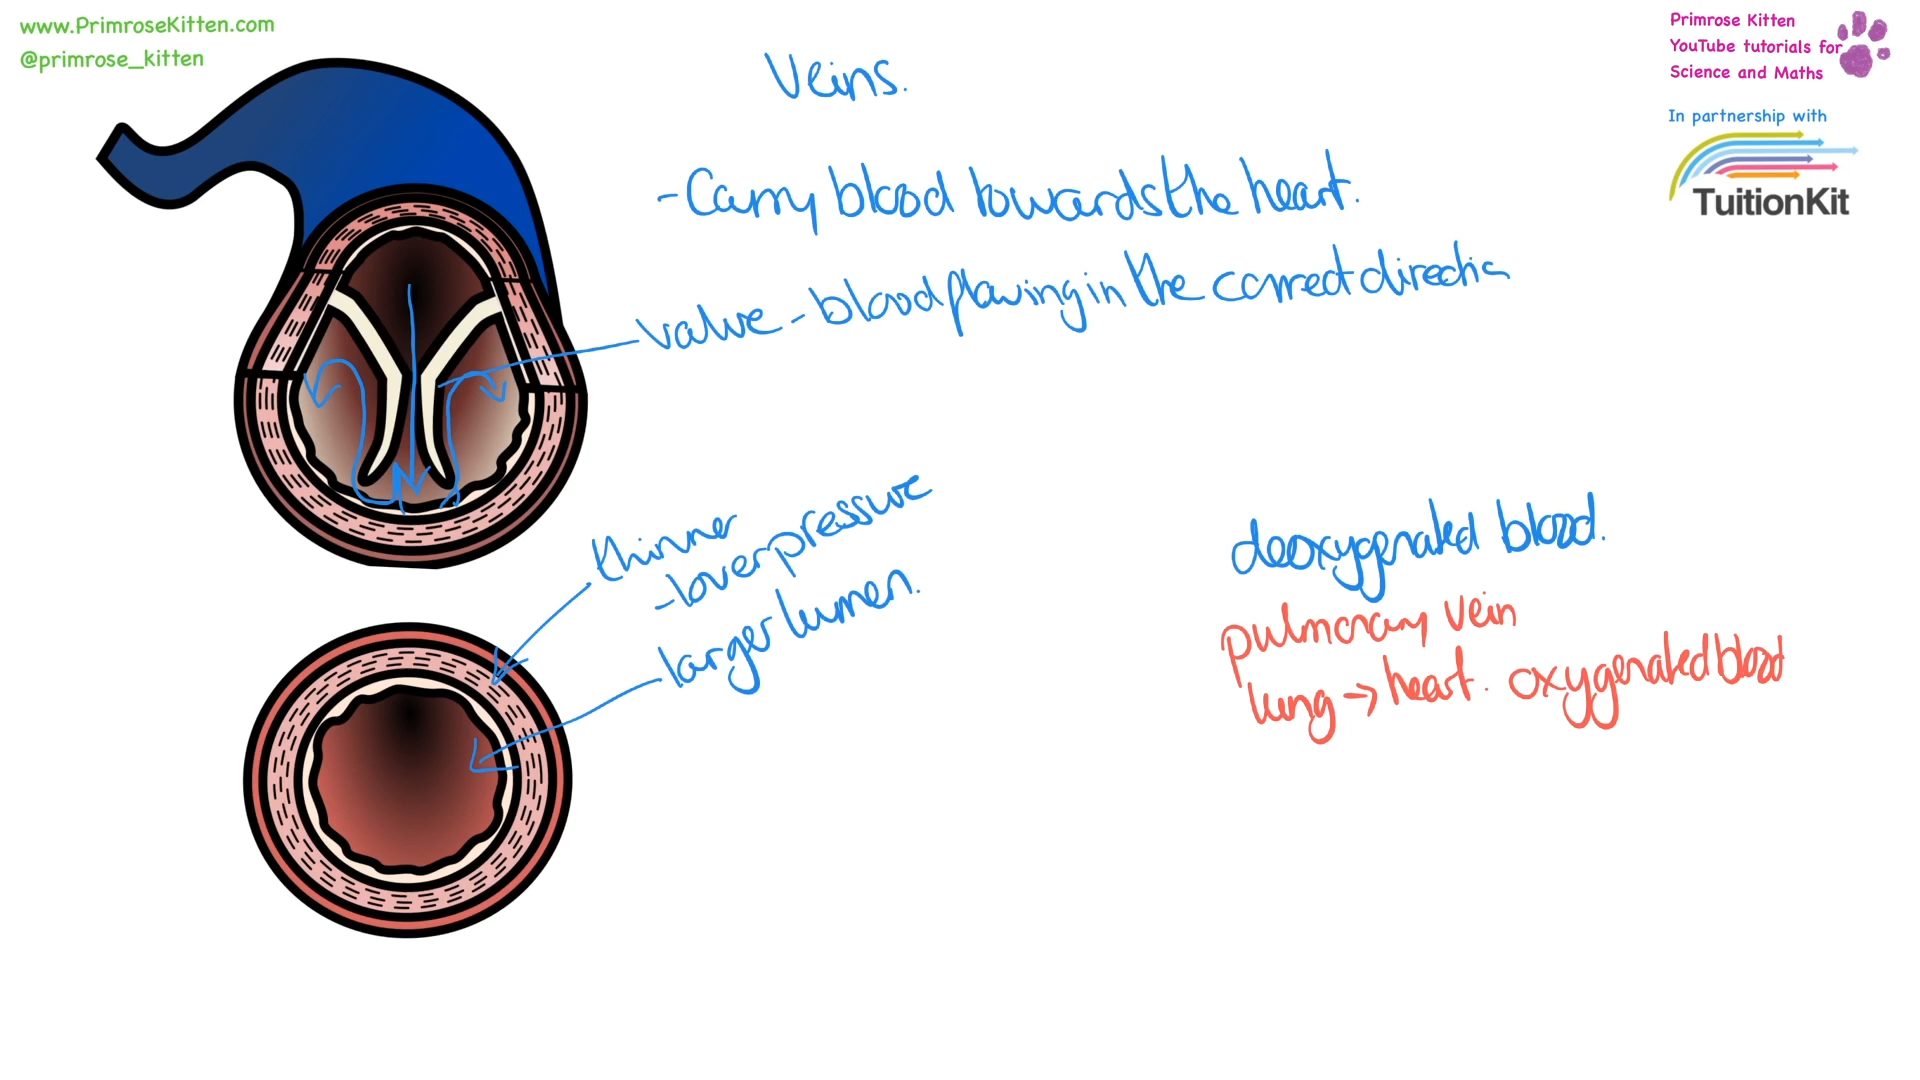 www.PrimroseKitten.com
@primrose_kitten
Primrose Kitten
YouTube tutorials for
Science and Maths
In partnership with
TuitionKit
Veins.
- Carry blood towards the heart.
valve - blood flowing in the correct direction
thinner
- lower pressure
larger lumen.
deoxygenated blood.
pulmonary vein
lung → heart. oxygenated blood